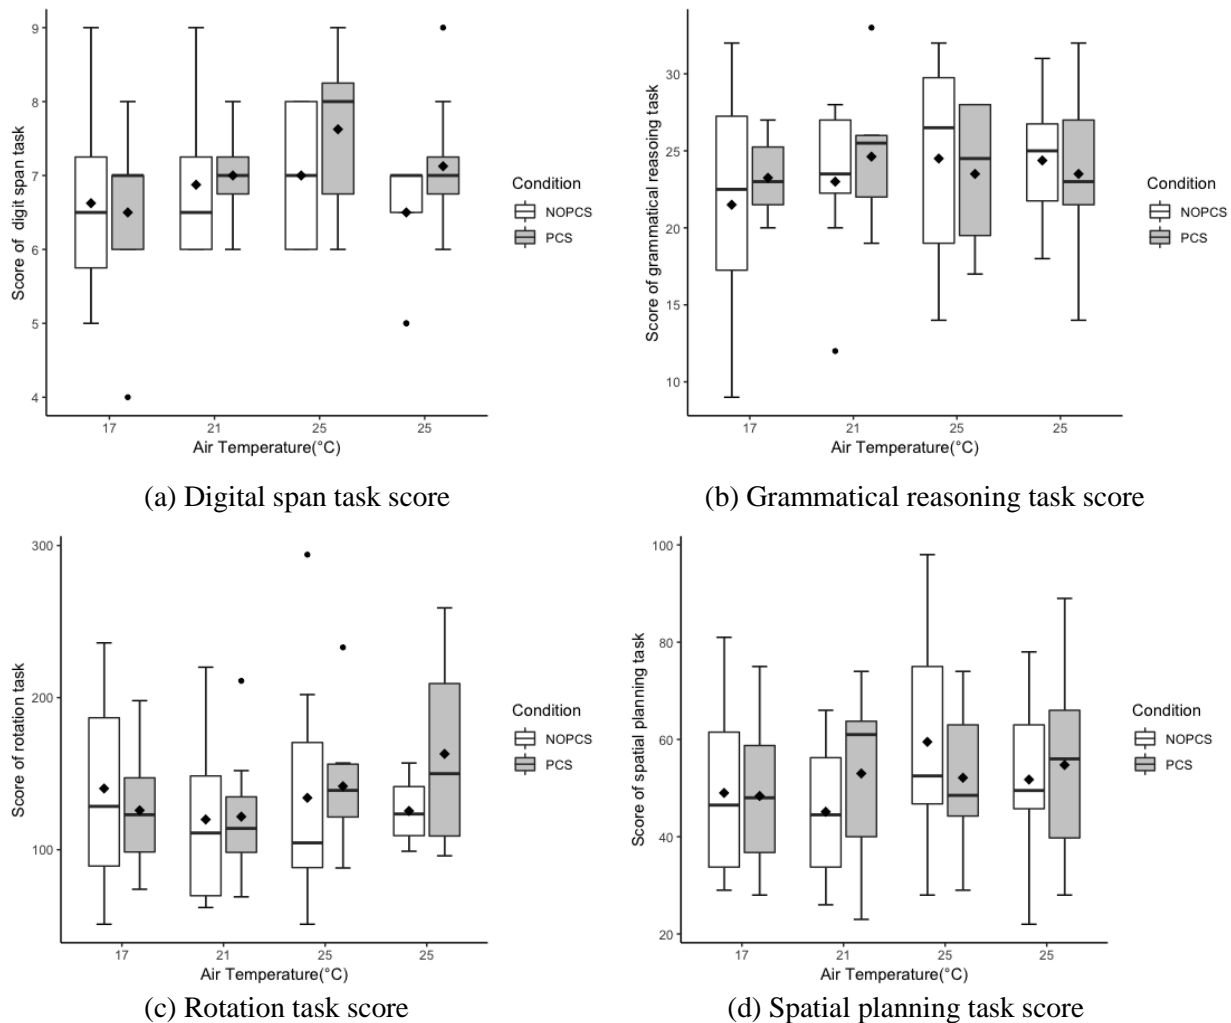 9
8
7
6
5
4
Score of digit span task
17
21
25
25
Air Temperature(°C)
Condition
NOPCS
PCS
(a) Digital span task score
30
25
20
15
10
Score of grammatical reasoing task
17
21
25
25
Air Temperature(°C)
Condition
NOPCS
PCS
(b) Grammatical reasoning task score
300
200
100
Score of rotation task
17
21
25
25
Air Temperature(°C)
Condition
NOPCS
PCS
(c) Rotation task score
100
80
60
40
20
Score of spatial planning task
17
21
25
25
Air Temperature(°C)
Condition
NOPCS
PCS
(d) Spatial planning task score